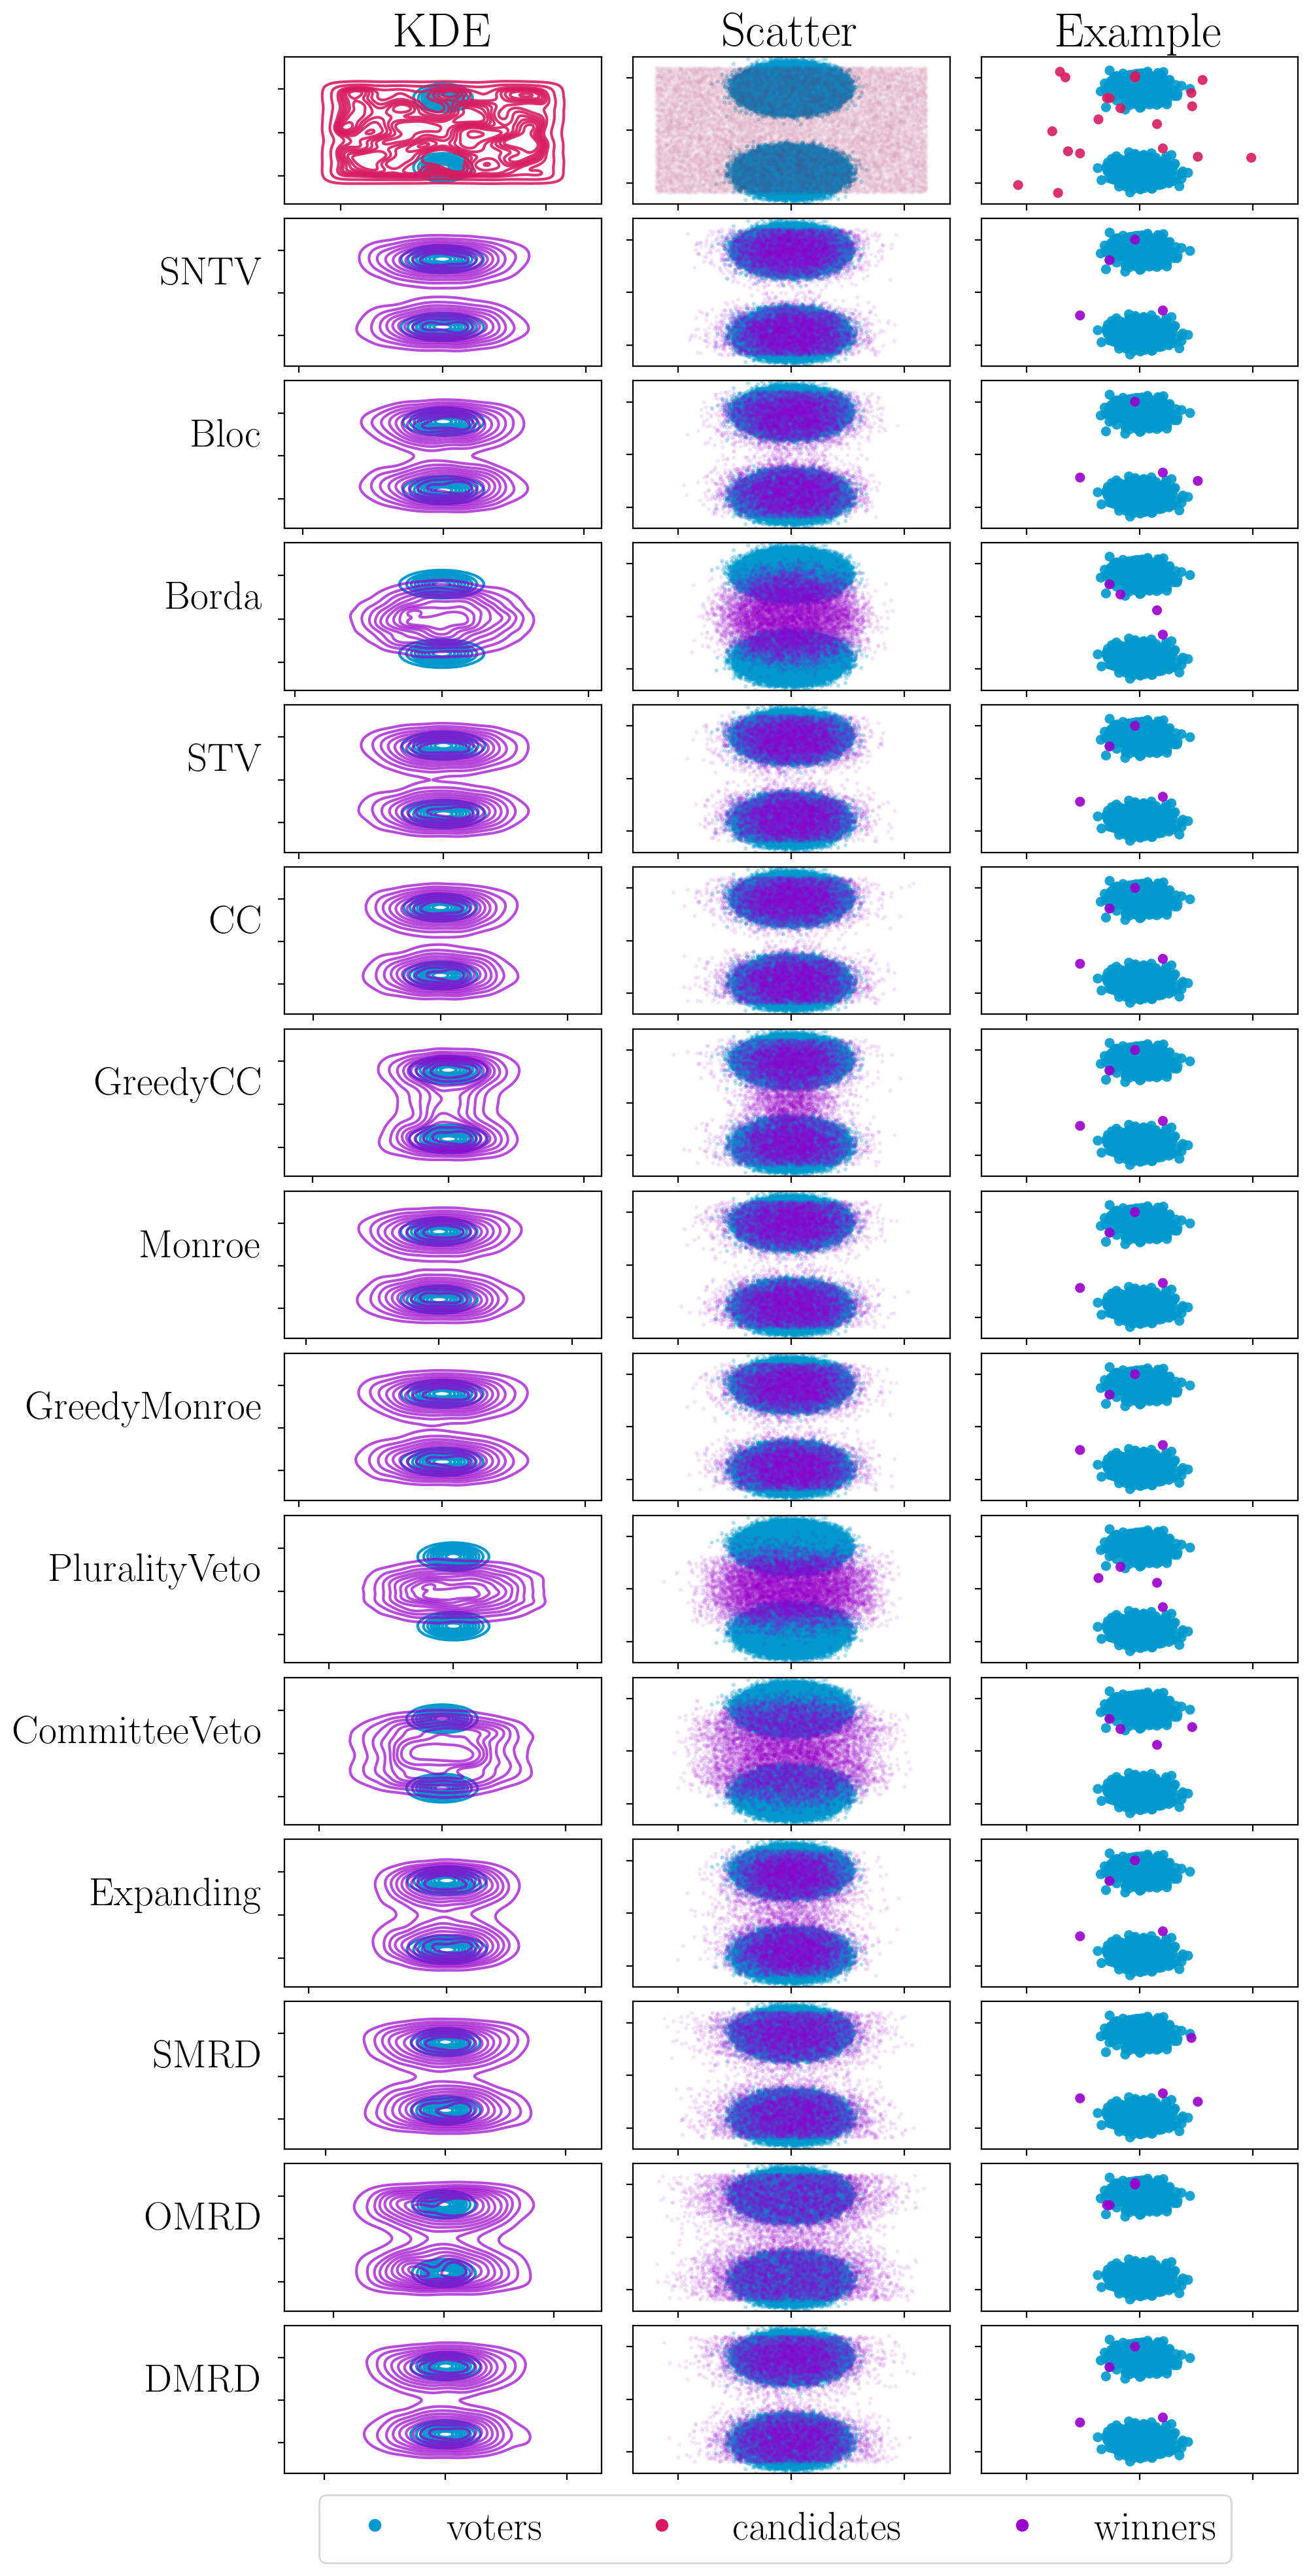 KDE Scatter Example
SNTV
Bloc
Borda
STV
CC
GreedyCC
Monroe
GreedyMonroe
PluralityVeto
CommitteeVeto
Expanding
SMRD
OMRD
DMRD
voters candidates winners